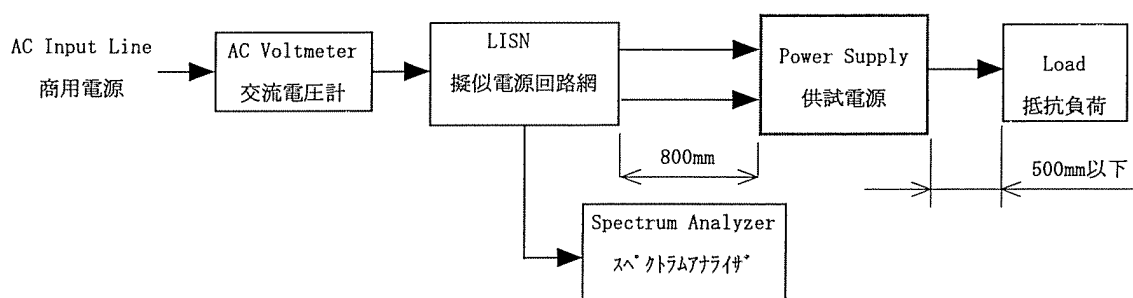 AC Input Line
商用電源
AC Voltmeter
交流電圧計
LISN
擬似電源回路網
Power Supply
供試電源
Load
抵抗負荷
800mm
500mm以下
Spectrum Analyzer
ｽﾍﾟｸﾄﾗﾑｱﾅﾗｲｻﾞ